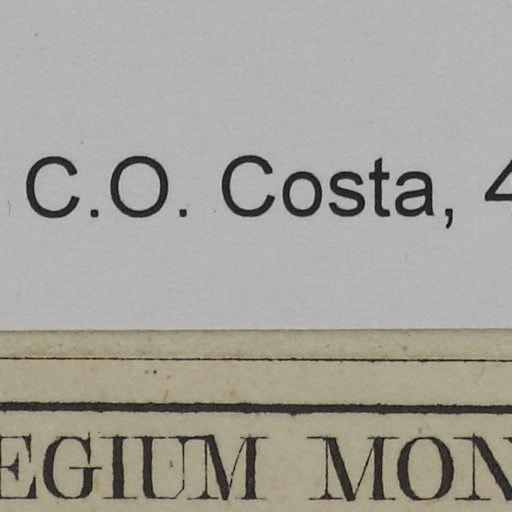 C.O. Costa, 4
EGIUM MON